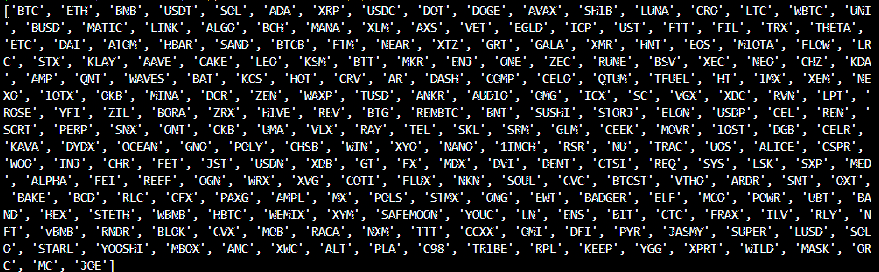 ['BTC', 'ETH', 'BNB', 'USDT', 'SOL', 'ADA', 'XRP', 'USDC', 'DOT', 'DOGE', 'AVAX', 'SHIB', 'LUNA', 'CRO', 'LTC', 'WBTC', 'UNI
', 'BUSD', 'MATIC', 'LINK', 'ALGO', 'BCH', 'MANA', 'XLM', 'AXS', 'VET', 'EGLD', 'ICP', 'UST', 'FTT', 'FIL', 'TRX', 'THETA',
'ETC', 'DAI', 'ATOM', 'HBAR', 'SAND', 'BTCB', 'FTM', 'NEAR', 'XTZ', 'GRT', 'GALA', 'XMR', 'HNT', 'EOS', 'MIOTA', 'FLOW', 'LR
C', 'STX', 'KLAY', 'AAVE', 'CAKE', 'LEO', 'KSM', 'BTT', 'MKR', 'ENJ', 'ONE', 'ZEC', 'RUNE', 'BSV', 'XEC', 'NEO', 'CHZ', 'KDA
', 'AMP', 'QNT', 'WAVES', 'BAT', 'KCS', 'HOT', 'CRV', 'AR', 'DASH', 'COMP', 'CELO', 'QTUM', 'TFUEL', 'HT', 'IMX', 'XEM', 'NE
XO', 'IOTX', 'OKB', 'MINA', 'DCR', 'ZEN', 'WAXP', 'TUSD', 'ANKR', 'AUDIO', 'OMG', 'ICX', 'SC', 'VGX', 'XDC', 'RVN', 'LPT',
'ROSE', 'YFI', 'ZIL', 'BORA', 'ZRX', 'HIVE', 'REV', 'BTG', 'RENBTC', 'BNT', 'SUSHI', 'STORJ', 'ELON', 'USDP', 'CEL', 'REN',
'SCRT', 'PERP', 'SNX', 'ONT', 'CKB', 'UMA', 'VLX', 'RAY', 'TEL', 'SKL', 'SRM', 'GLM', 'CEEK', 'MOVR', 'IOST', 'DGB', 'CELR',
'KAVA', 'DYDX', 'OCEAN', 'GNO', 'POLY', 'CHSB', 'WIN', 'XYO', 'NANO', '1INCH', 'RSR', 'NU', 'TRAC', 'UOS', 'ALICE', 'CSPR',
'WOO', 'INJ', 'CHR', 'FET', 'JST', 'USDN', 'XDB', 'GT', 'FX', 'MDX', 'DVI', 'DENT', 'CTSI', 'REQ', 'SYS', 'LSK', 'SXP', 'MED'
, 'ALPHA', 'FEI', 'REEF', 'OGN', 'WRX', 'XVG', 'COTI', 'FLUX', 'NKN', 'SOUL', 'CVC', 'BTCST', 'VTHO', 'ARDR', 'SNT', 'OXT',
'BAKE', 'BCD', 'RLC', 'CFX', 'PAXG', 'AMPL', 'MX', 'POLS', 'STMX', 'ONG', 'EWT', 'BADGER', 'ELF', 'MCO', 'POWR', 'UBT', 'BA
ND', 'HEX', 'STETH', 'WBNB', 'HBTC', 'WEMIX', 'XYM', 'SAFEMOON', 'YOUC', 'LN', 'ENS', 'BIT', 'CTC', 'FRAX', 'ILV', 'RLY', 'N
FT', 'VBNB', 'RNDR', 'BLOK', 'CVX', 'MOB', 'RACA', 'NXM', 'TTT', 'CCXX', 'OMI', 'DFI', 'PYR', 'JASMY', 'SUPER', 'LUSD', 'SOL
O', 'STARL', 'YOOSHI', 'MBOX', 'ANC', 'XWC', 'ALT', 'PLA', 'C98', 'TRIBE', 'RPL', 'KEEP', 'YGG', 'XPRT', 'WILD', 'MASK', 'OR
C', 'MC', 'JOE']